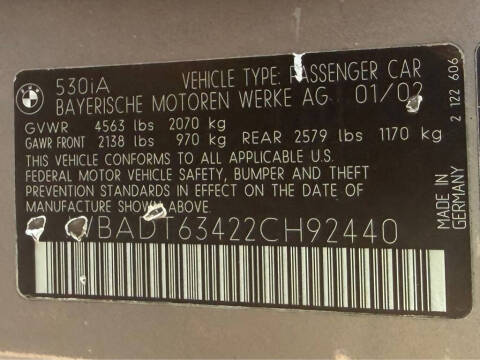 BMW
530iA VEHICLE TYPE: PASSENGER CAR
BAYERISCHE MOTOREN WERKE AG 01/02
GVWR 4563 lbs 2070 kg
GAWR FRONT 2138 lbs 970 kg REAR 2579 lbs 1170 kg
THIS VEHICLE CONFORMS TO ALL APPLICABLE U.S.
FEDERAL MOTOR VEHICLE SAFETY, BUMPER AND THEFT
PREVENTION STANDARDS IN EFFECT ON THE DATE OF
MANUFACTURE SHOWN ABOVE.
WBADT63422CH92440
MADE IN
GERMANY
2 122 606